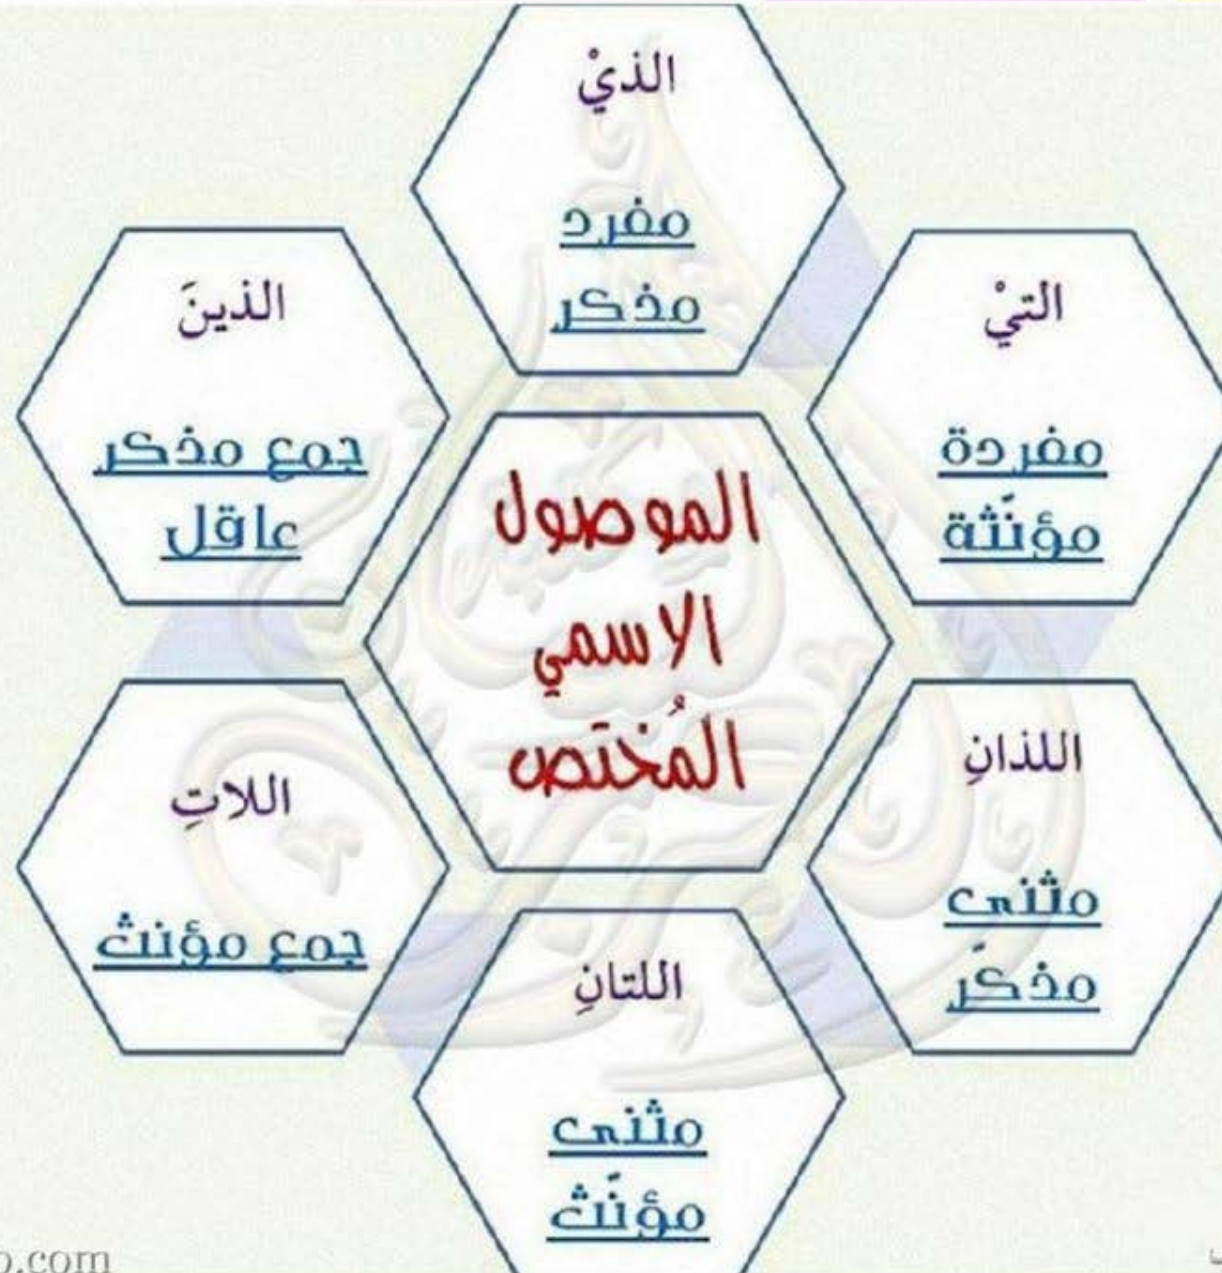 الموصول
الاسمي
المُختص
الذيْ
مفرد
مذكر
التيْ
مفردة
مؤنّثة
اللذانِ
مثنى
مذكّر
اللتانِ
مثنى
مؤنّث
اللاتِ
جمع مؤنث
الذينَ
جمع مذكر
عاقل
o.com